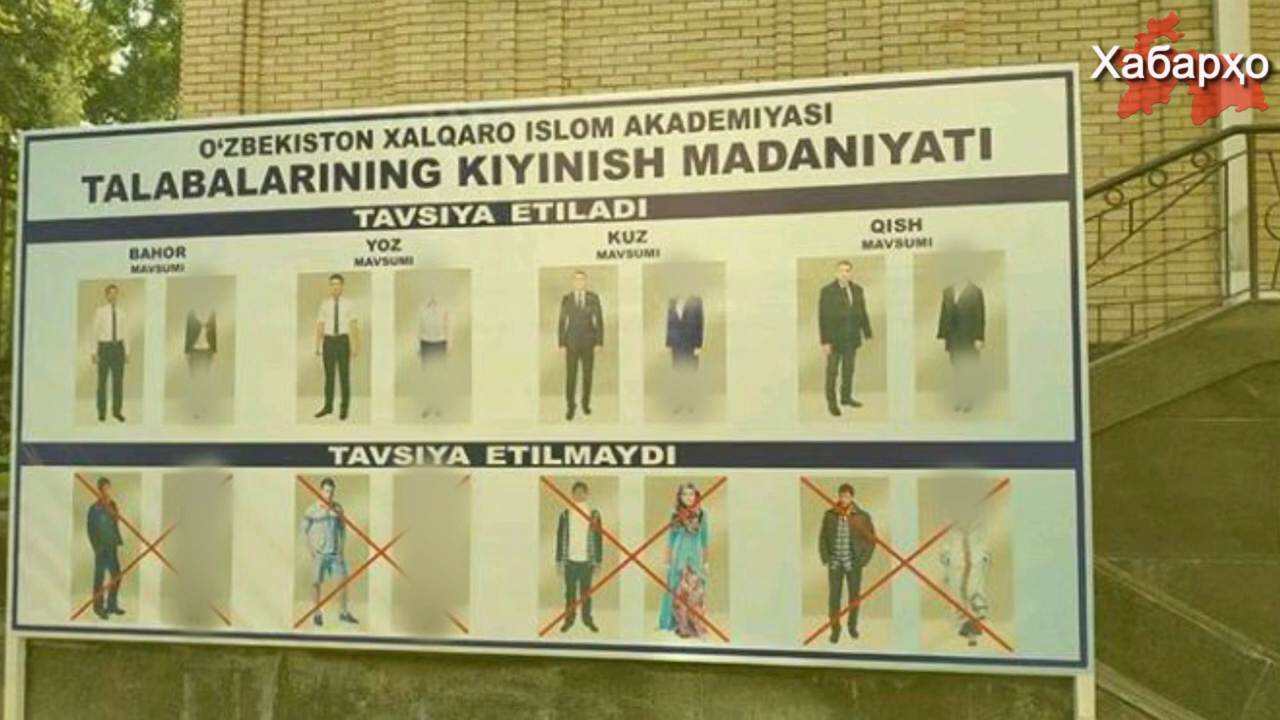 Хабарҳо
O‘ZBEKISTON XALQARO ISLOM AKADEMIYASI
TALABALARINING KIYINISH MADANIYATI
TAVSIYA ETILADI
BAHOR
MAVSUMI
YOZ
MAVSUMI
KUZ
MAVSUMI
QISH
MAVSUMI
TAVSIYA ETILMAYDI